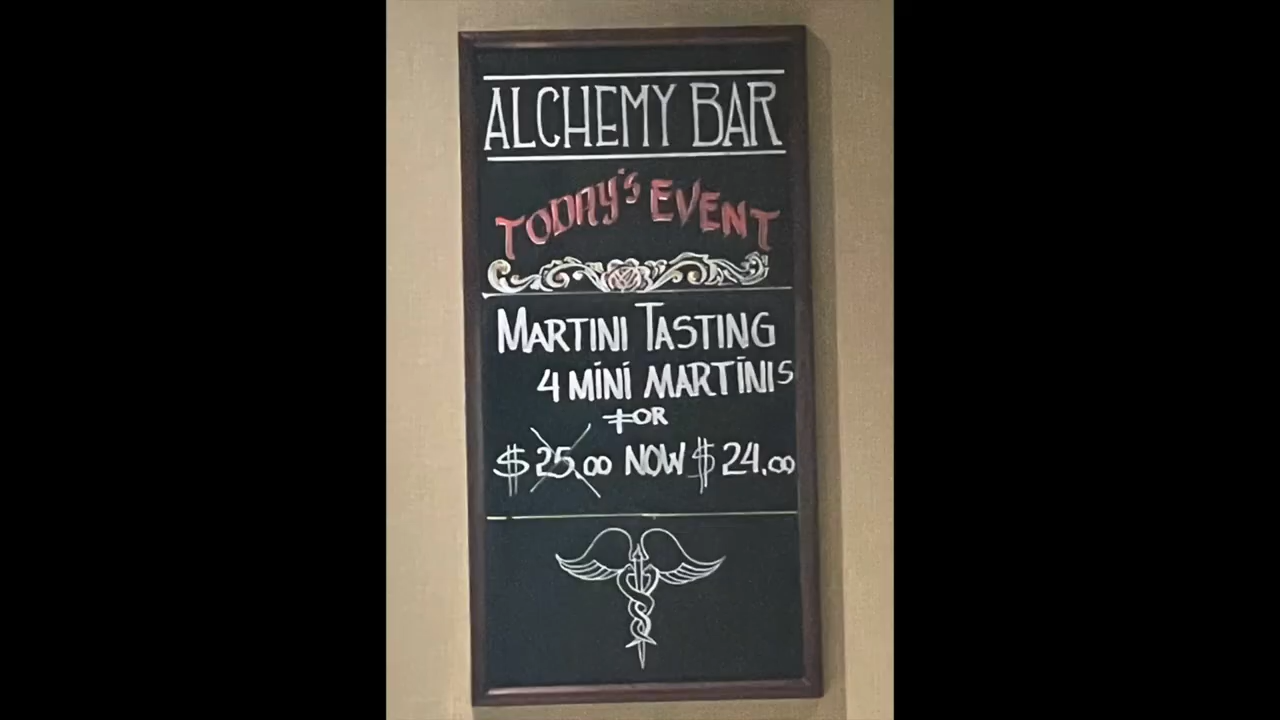 ALCHEMY BAR
TODAY'S EVENT
MARTINI TASTING
4 MINI MARTINIS
FOR
$25.00 NOW $24.00